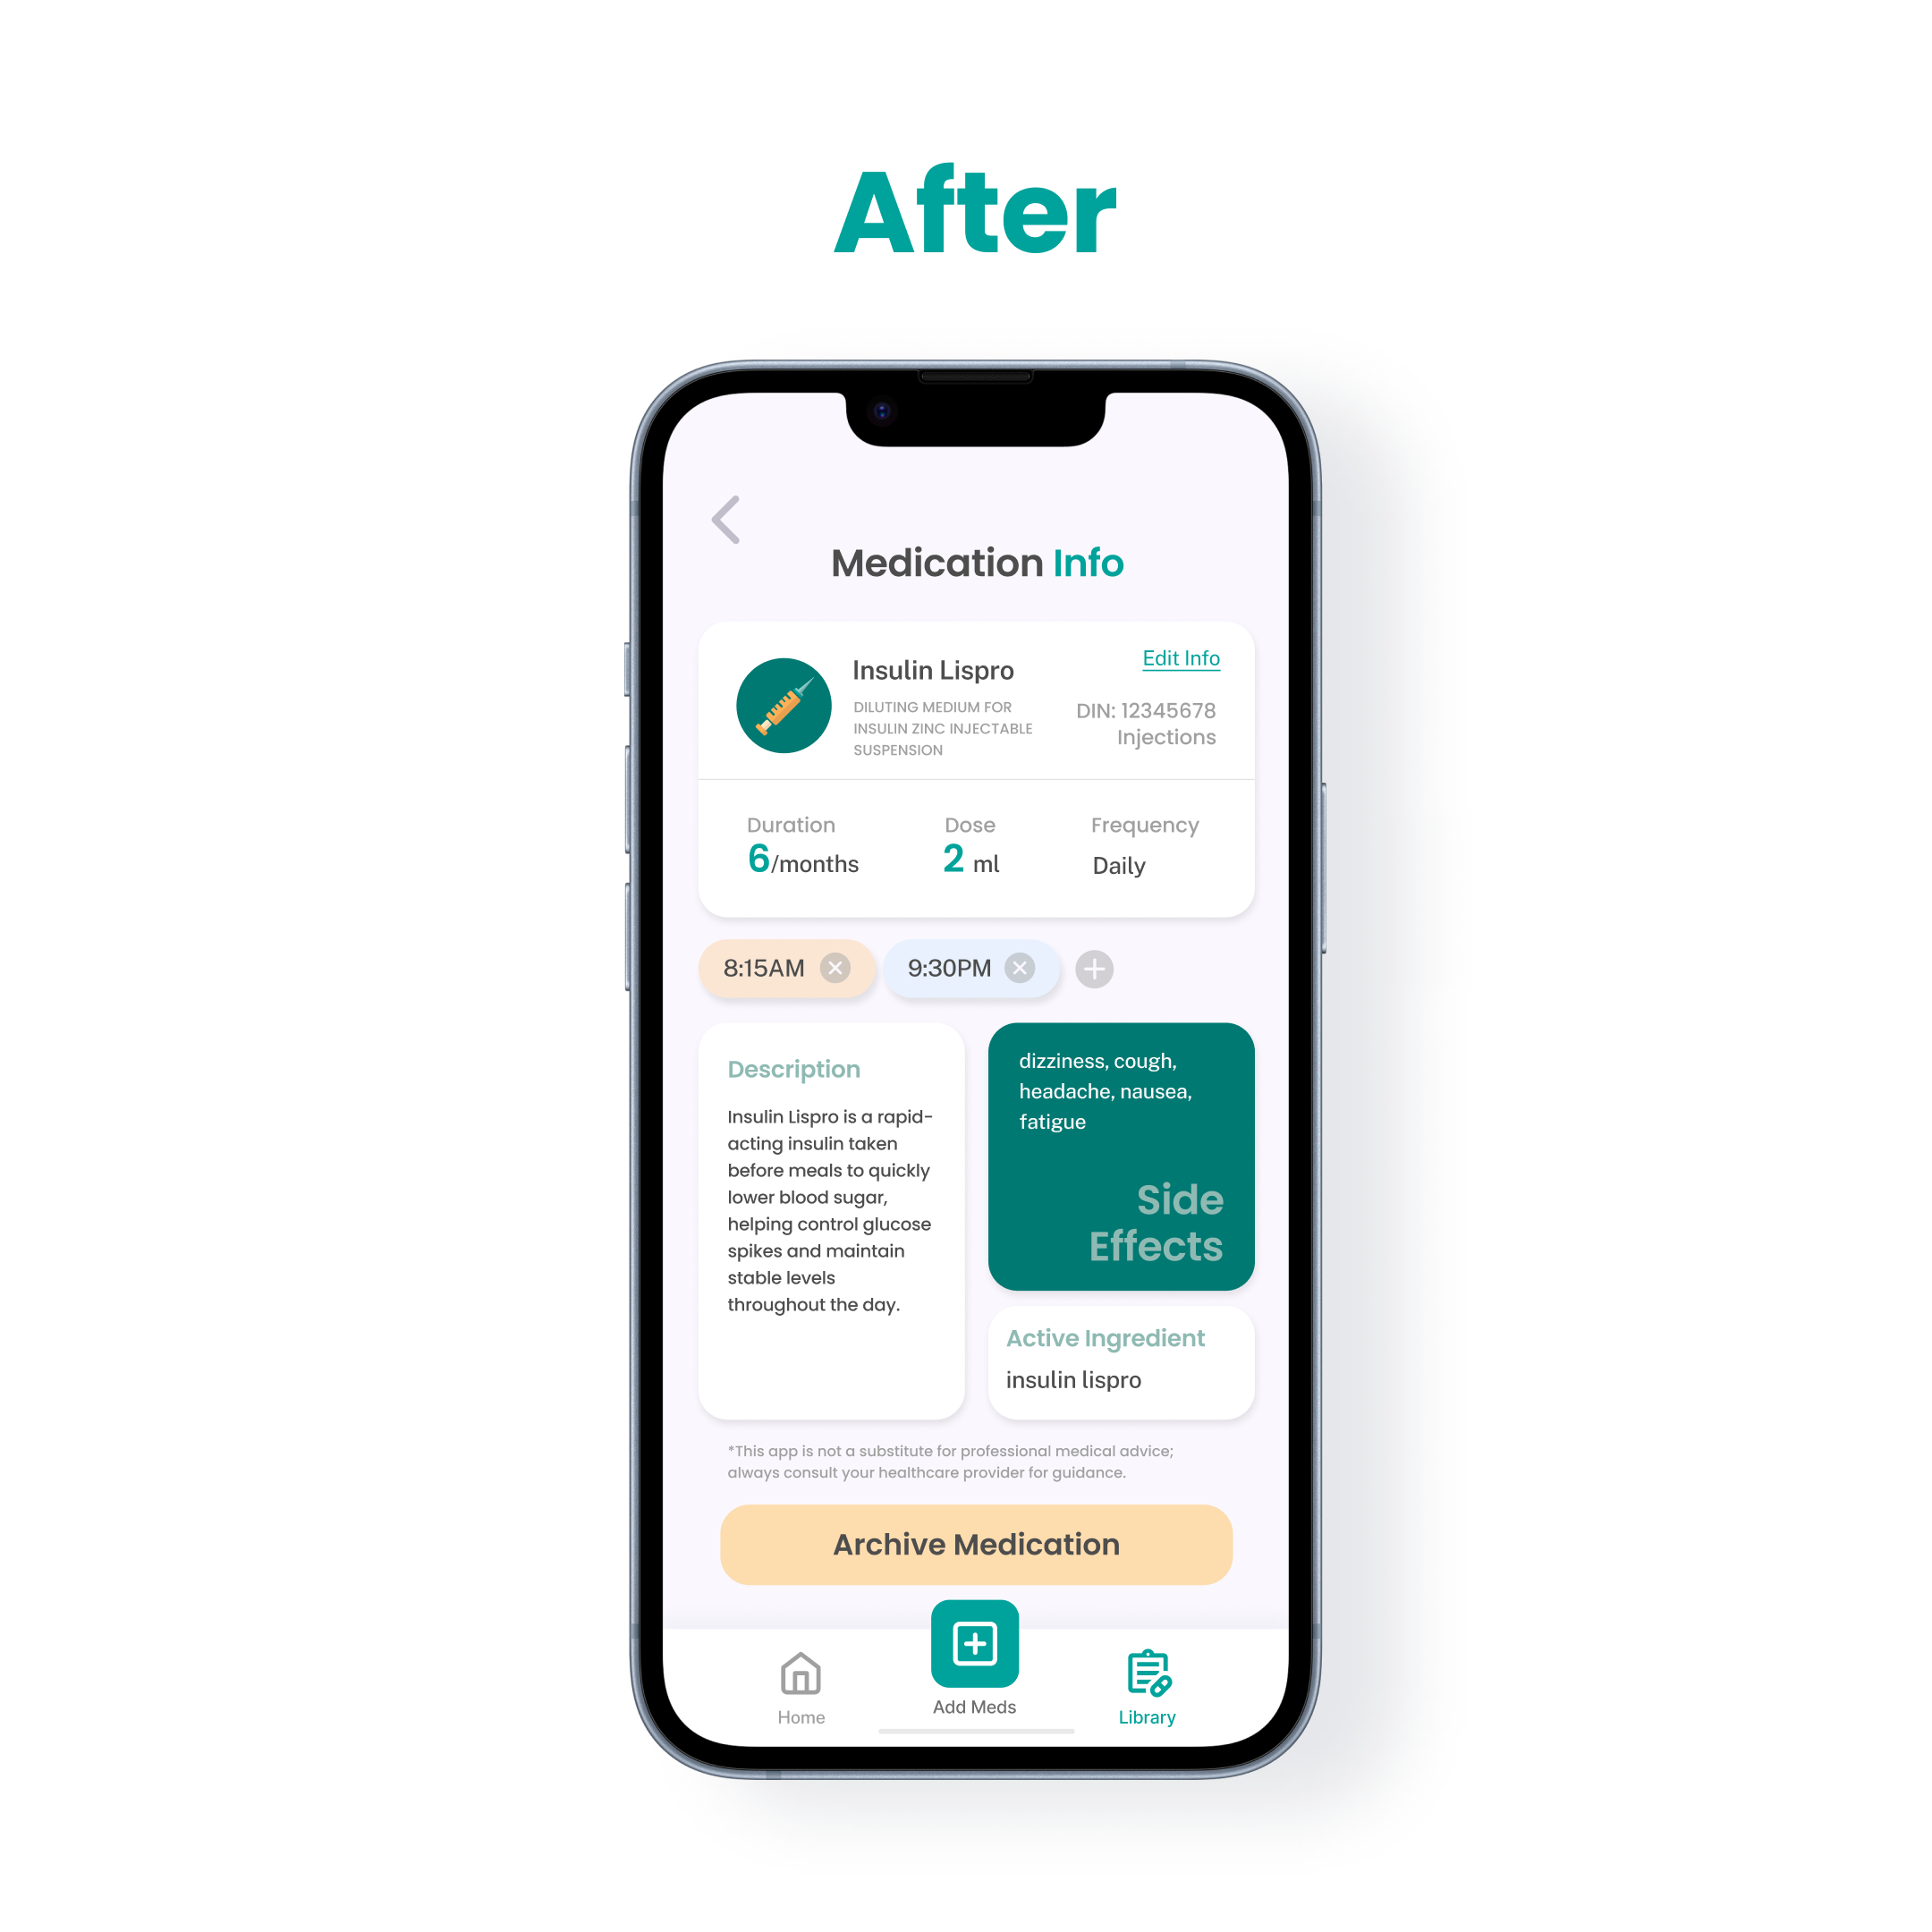 After
Medication Info
Insulin Lispro
Edit Info
DILUTING MEDIUM FOR
INSULIN ZINC INJECTABLE
SUSPENSION
DIN: 12345678
Injections
Duration
6/months
Dose
2 ml
Frequency
Daily
8:15AM
9:30PM
Description
Insulin Lispro is a rapid-
acting insulin taken
before meals to quickly
lower blood sugar,
helping control glucose
spikes and maintain
stable levels
throughout the day.
dizziness, cough,
headache, nausea,
fatigue
Side
Effects
Active Ingredient
insulin lispro
*This app is not a substitute for professional medical advice;
always consult your healthcare provider for guidance.
Archive Medication
Home
Add Meds
Library